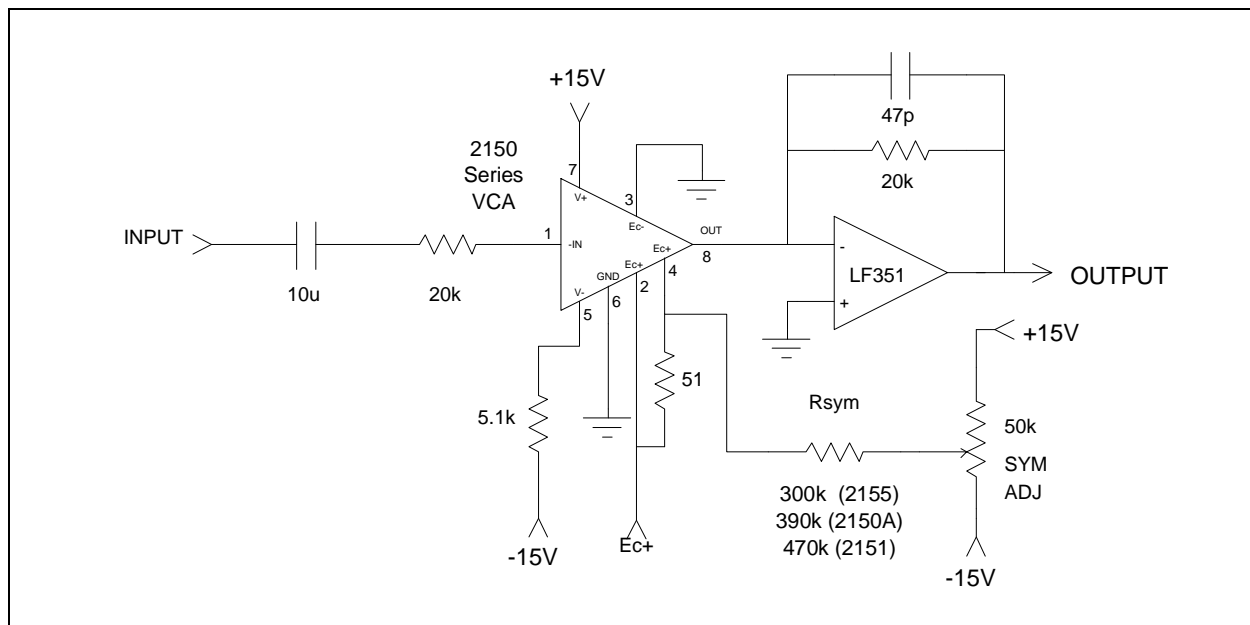 +15V
47p
2150
Series
VCA
7
V+
3
Ec-
20k
INPUT
1
-IN
OUT
8
Ec+
4
Ec+
2
GND
6
V-
5
10u
20k
-
LF351
+
OUTPUT
+15V
51
5.1k
Rsym
50k
SYM
ADJ
300k (2155)
390k (2150A)
470k (2151)
-15V
Ec+
-15V